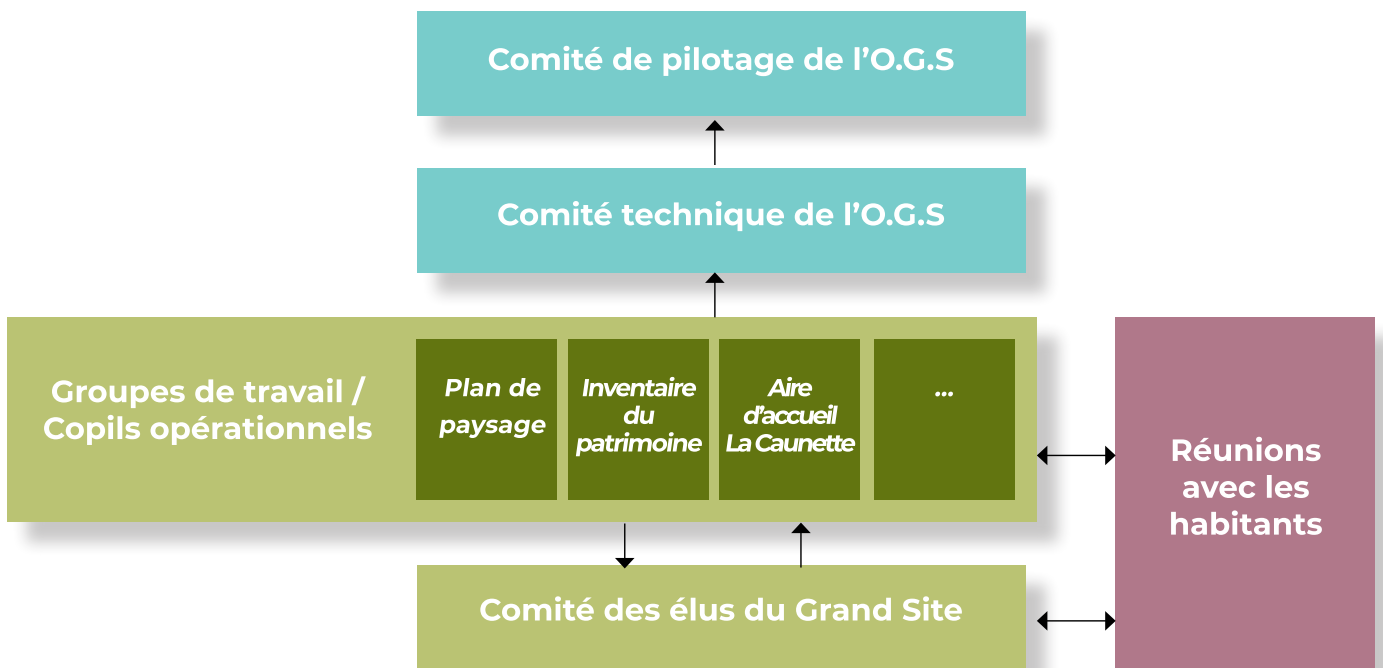 Comité de pilotage de l’O.G.S
Comité technique de l’O.G.S
Groupes de travail /
Copils opérationnels
Plan de
paysage
Inventaire
du
patrimoine
Aire
d’accueil
La Caunette
...
Réunions
avec les
habitants
Comité des élus du Grand Site